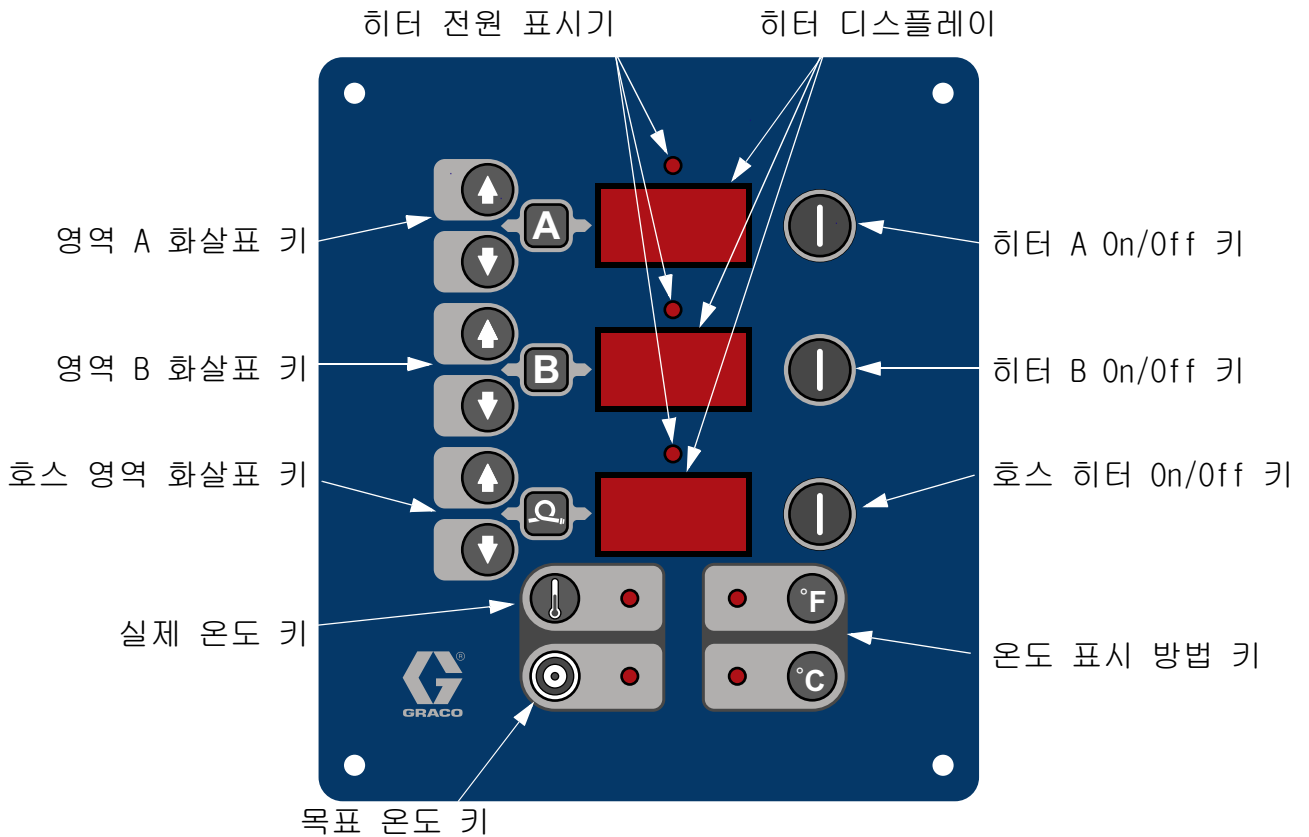 히터 전원 표시기
히터 디스플레이
영역 A 화살표 키
A
히터 A On/Off 키
영역 B 화살표 키
B
히터 B On/Off 키
호스 영역 화살표 키
호스 히터 On/Off 키
실제 온도 키
°F
온도 표시 방법 키
°C
®
GRACO
목표 온도 키